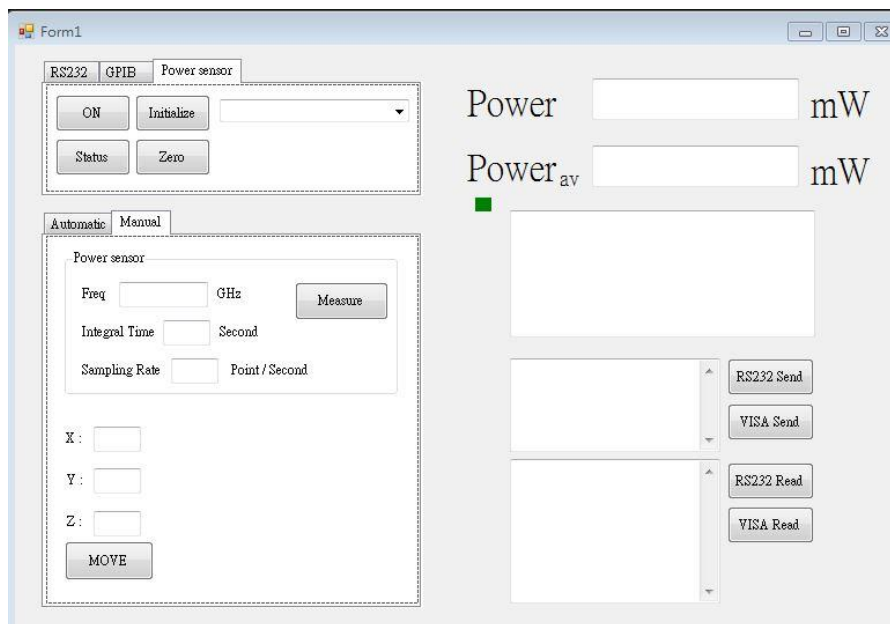 Form1
RS232 GPIB Power sensor
ON Initialize
Status Zero
Power mW
Power av mW
Automatic Manual
Power sensor
Freq GHz
Measure
Integral Time Second
Sampling Rate Point / Second
X :
Y :
Z :
MOVE
RS232 Send
VISA Send
RS232 Read
VISA Read